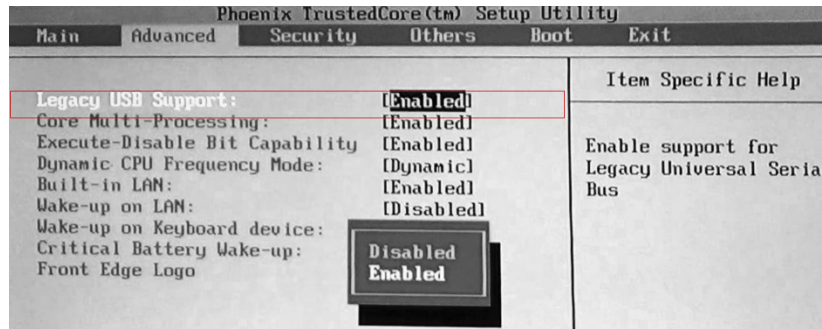 Phoenix TrustedCore(tm) Setup Utility
Main Advanced Security Others Boot Exit
Item Specific Help
Legacy USB Support: [Enabled]
Core Multi-Processing: [Enabled]
Execute-Disable Bit Capability [Enabled]
Dynamic CPU Frequency Mode: [Dynamic]
Built-in LAN: [Enabled]
Wake-up on LAN: [Disabled]
Wake-up on Keyboard device:
Critical Battery Wake-up:
Front Edge Logo
Disabled
Enabled
Enable support for
Legacy Universal Seria
Bus